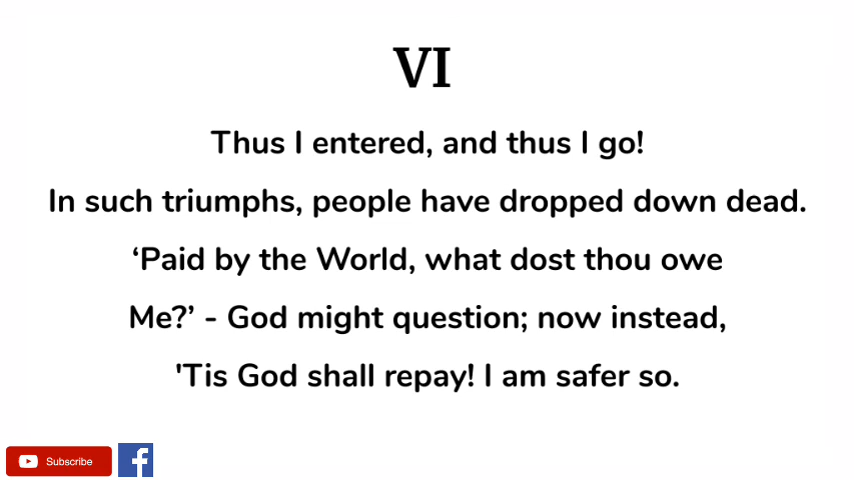 VI
Thus I entered, and thus I go!
In such triumphs, people have dropped down dead.
‘Paid by the World, what dost thou owe
Me?’ - God might question; now instead,
'Tis God shall repay! I am safer so.
Subscribe